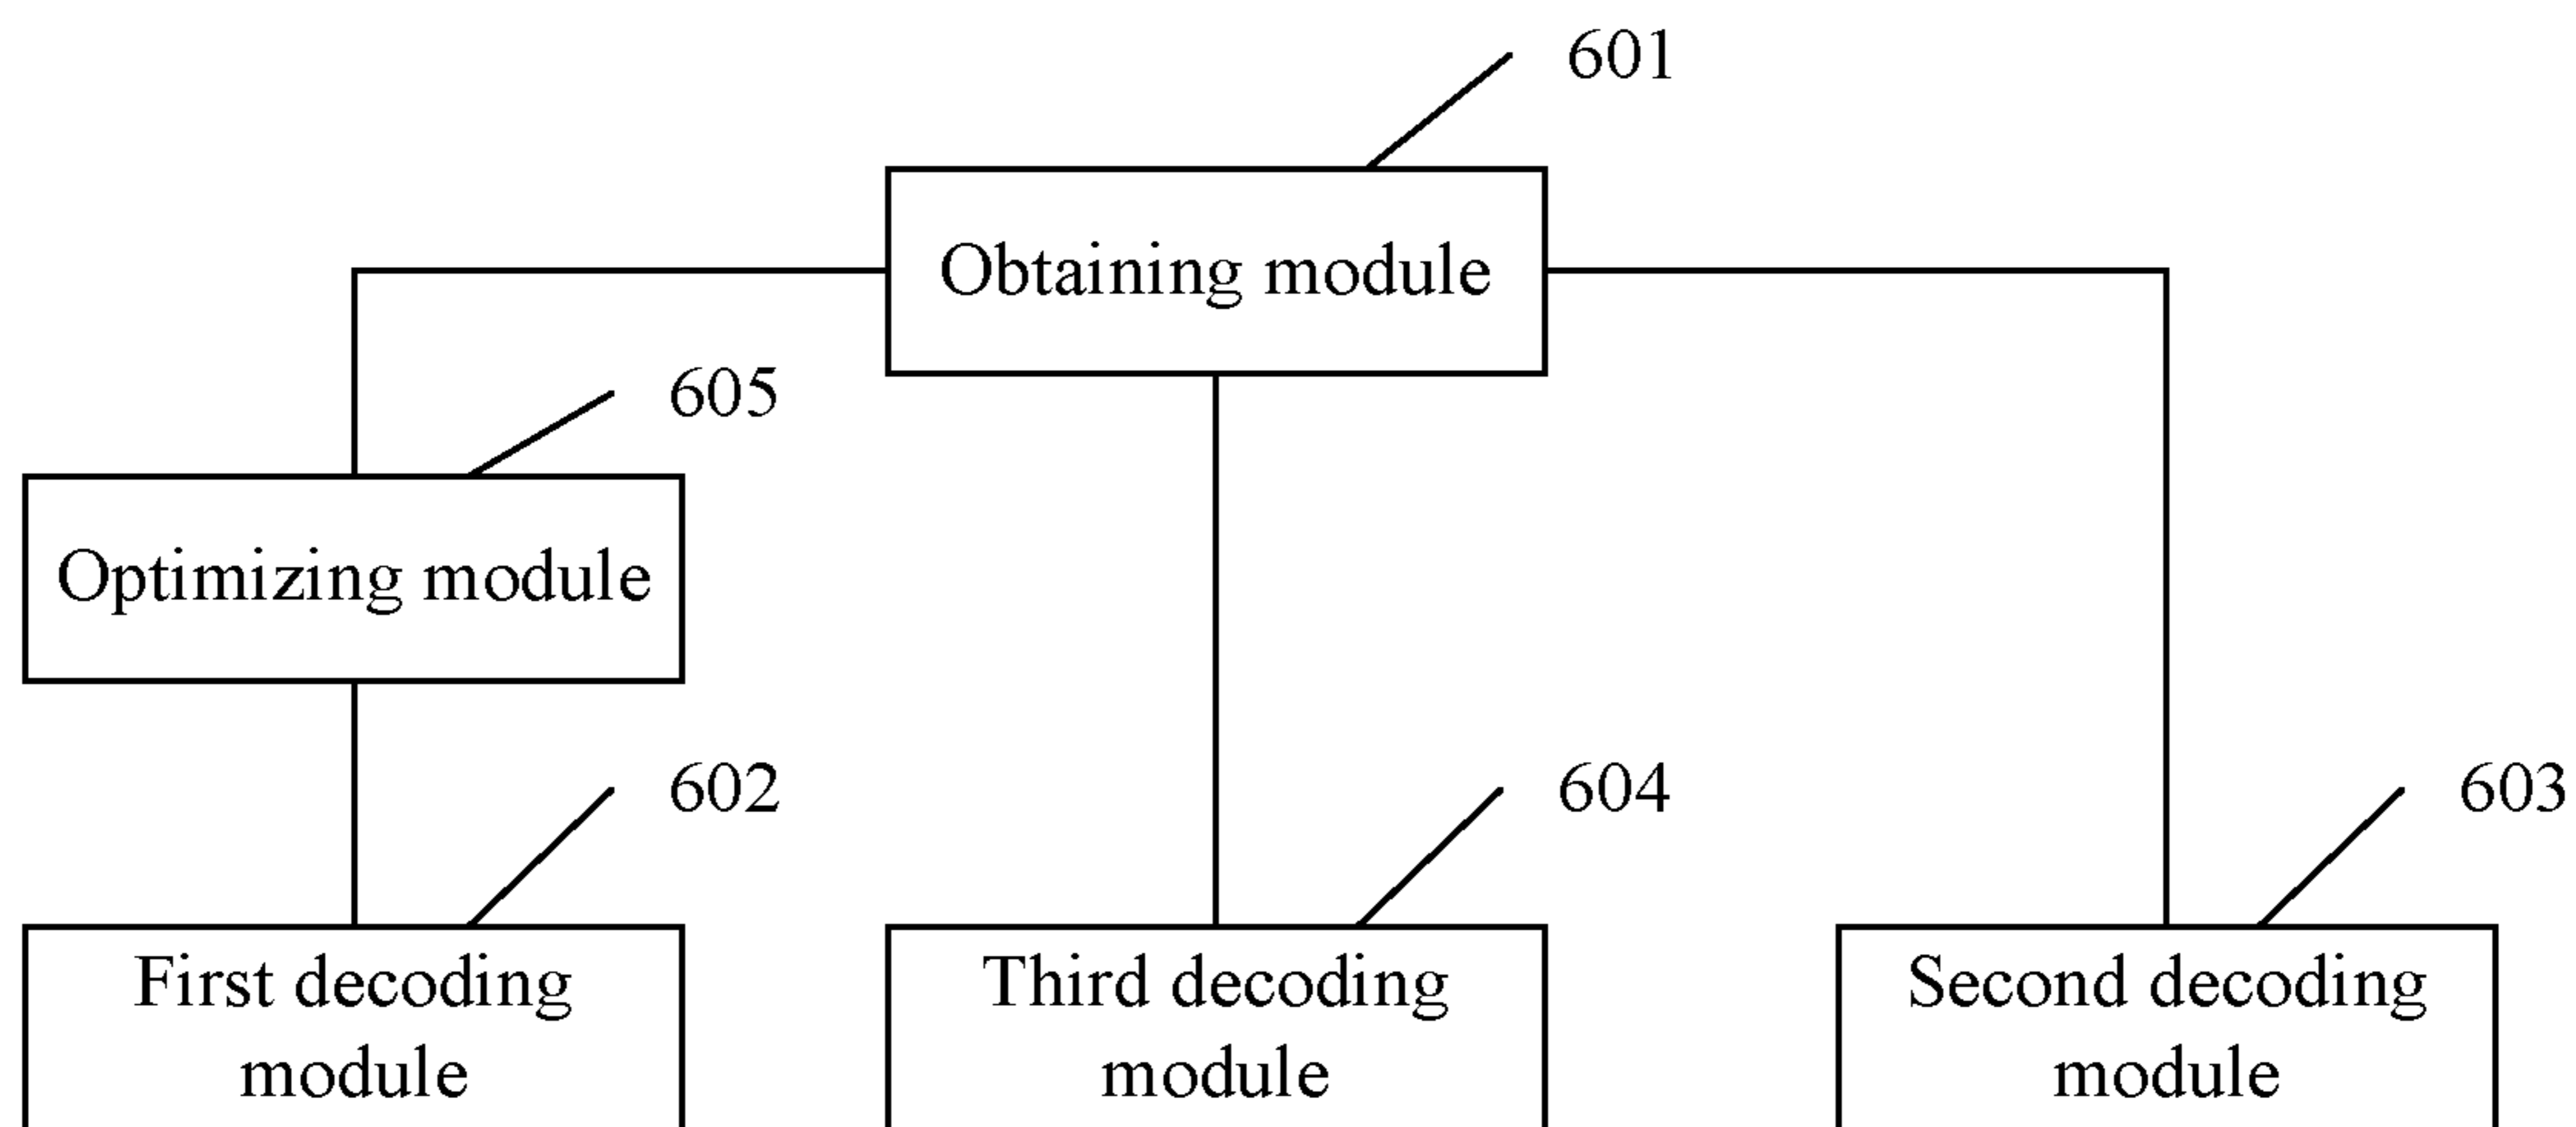 601
Obtaining module
605
Optimizing module
602
604
603
First decoding
module
Third decoding
module
Second decoding
module